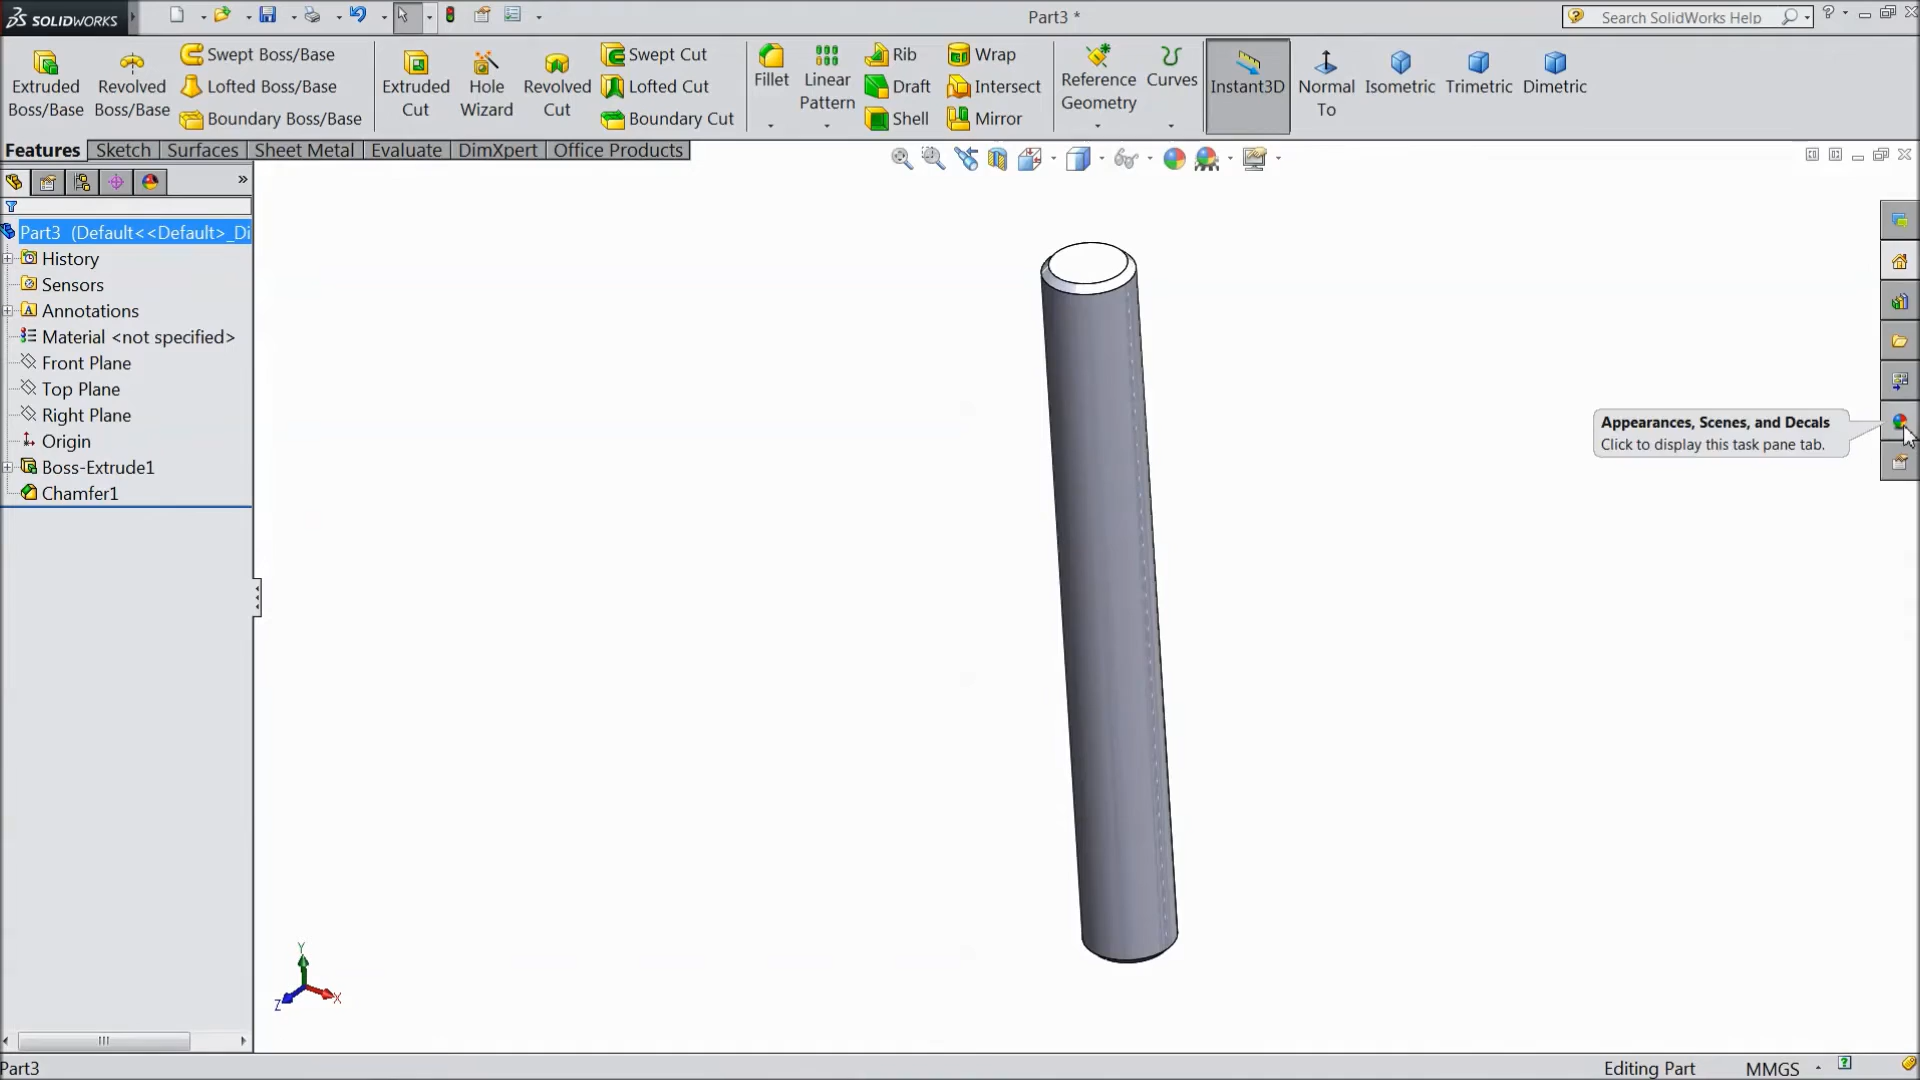 SOLIDWORKS
Part3 *
Search SolidWorks Help
Extruded Boss/Base
Revolved Boss/Base
Swept Boss/Base
Lofted Boss/Base
Boundary Boss/Base
Extruded Cut
Hole Wizard
Revolved Cut
Swept Cut
Lofted Cut
Boundary Cut
Fillet
Linear Pattern
Rib
Draft
Shell
Wrap
Intersect
Mirror
Reference Geometry
Curves
Instant3D
Normal To
Isometric
Trimetric
Dimetric
Features
Sketch
Surfaces
Sheet Metal
Evaluate
DimXpert
Office Products
Part3 (Default<<Default>_Di
History
Sensors
Annotations
Material <not specified>
Front Plane
Top Plane
Right Plane
Origin
Boss-Extrude1
Chamfer1
Appearances, Scenes, and Decals
Click to display this task pane tab.
Y
Z
X
Part3
Editing Part
MMGS